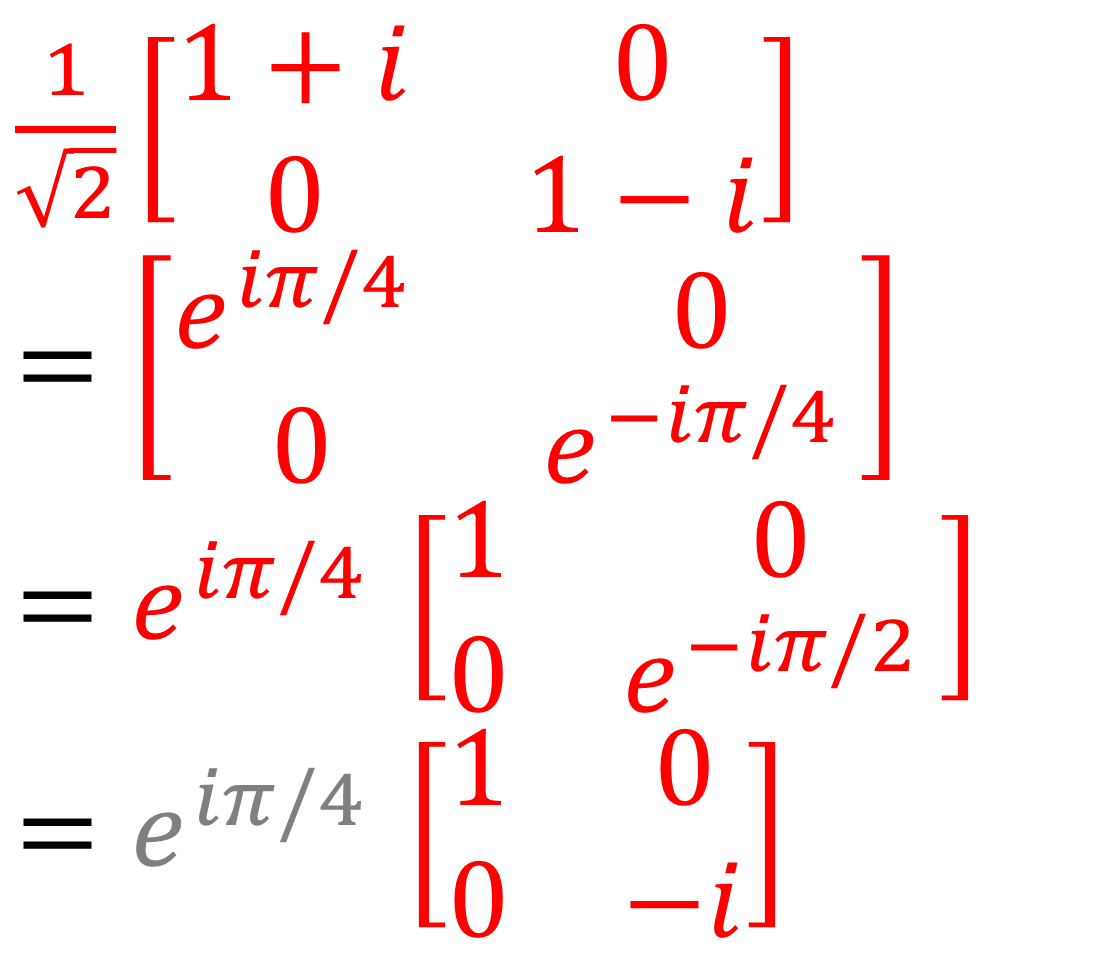 1/√2 [1 + i 0
0 1 − i]
= [e^{iπ/4} 0
0 e^{−iπ/4}]
= e^{iπ/4} [1 0
0 e^{−iπ/2}]
= e^{iπ/4} [1 0
0 −i]